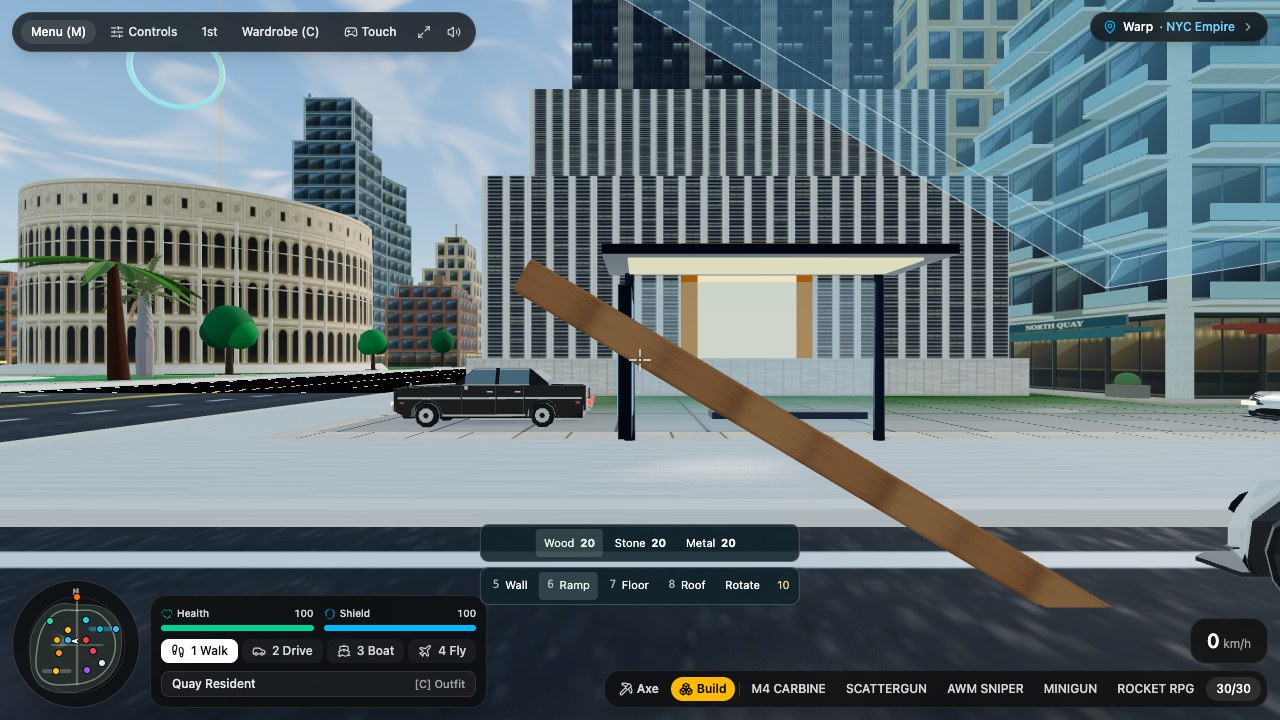 Menu (M) Controls 1st Wardrobe (C) Touch
Warp · NYC Empire
NORTH QUAY
Wood 20 Stone 20 Metal 20
5 Wall 6 Ramp 7 Floor 8 Roof Rotate 10
N
Health 100 Shield 100
1 Walk 2 Drive 3 Boat 4 Fly
Quay Resident [C] Outfit
0 km/h
Axe Build M4 CARBINE SCATTERGUN AWM SNIPER MINIGUN ROCKET RPG 30/30